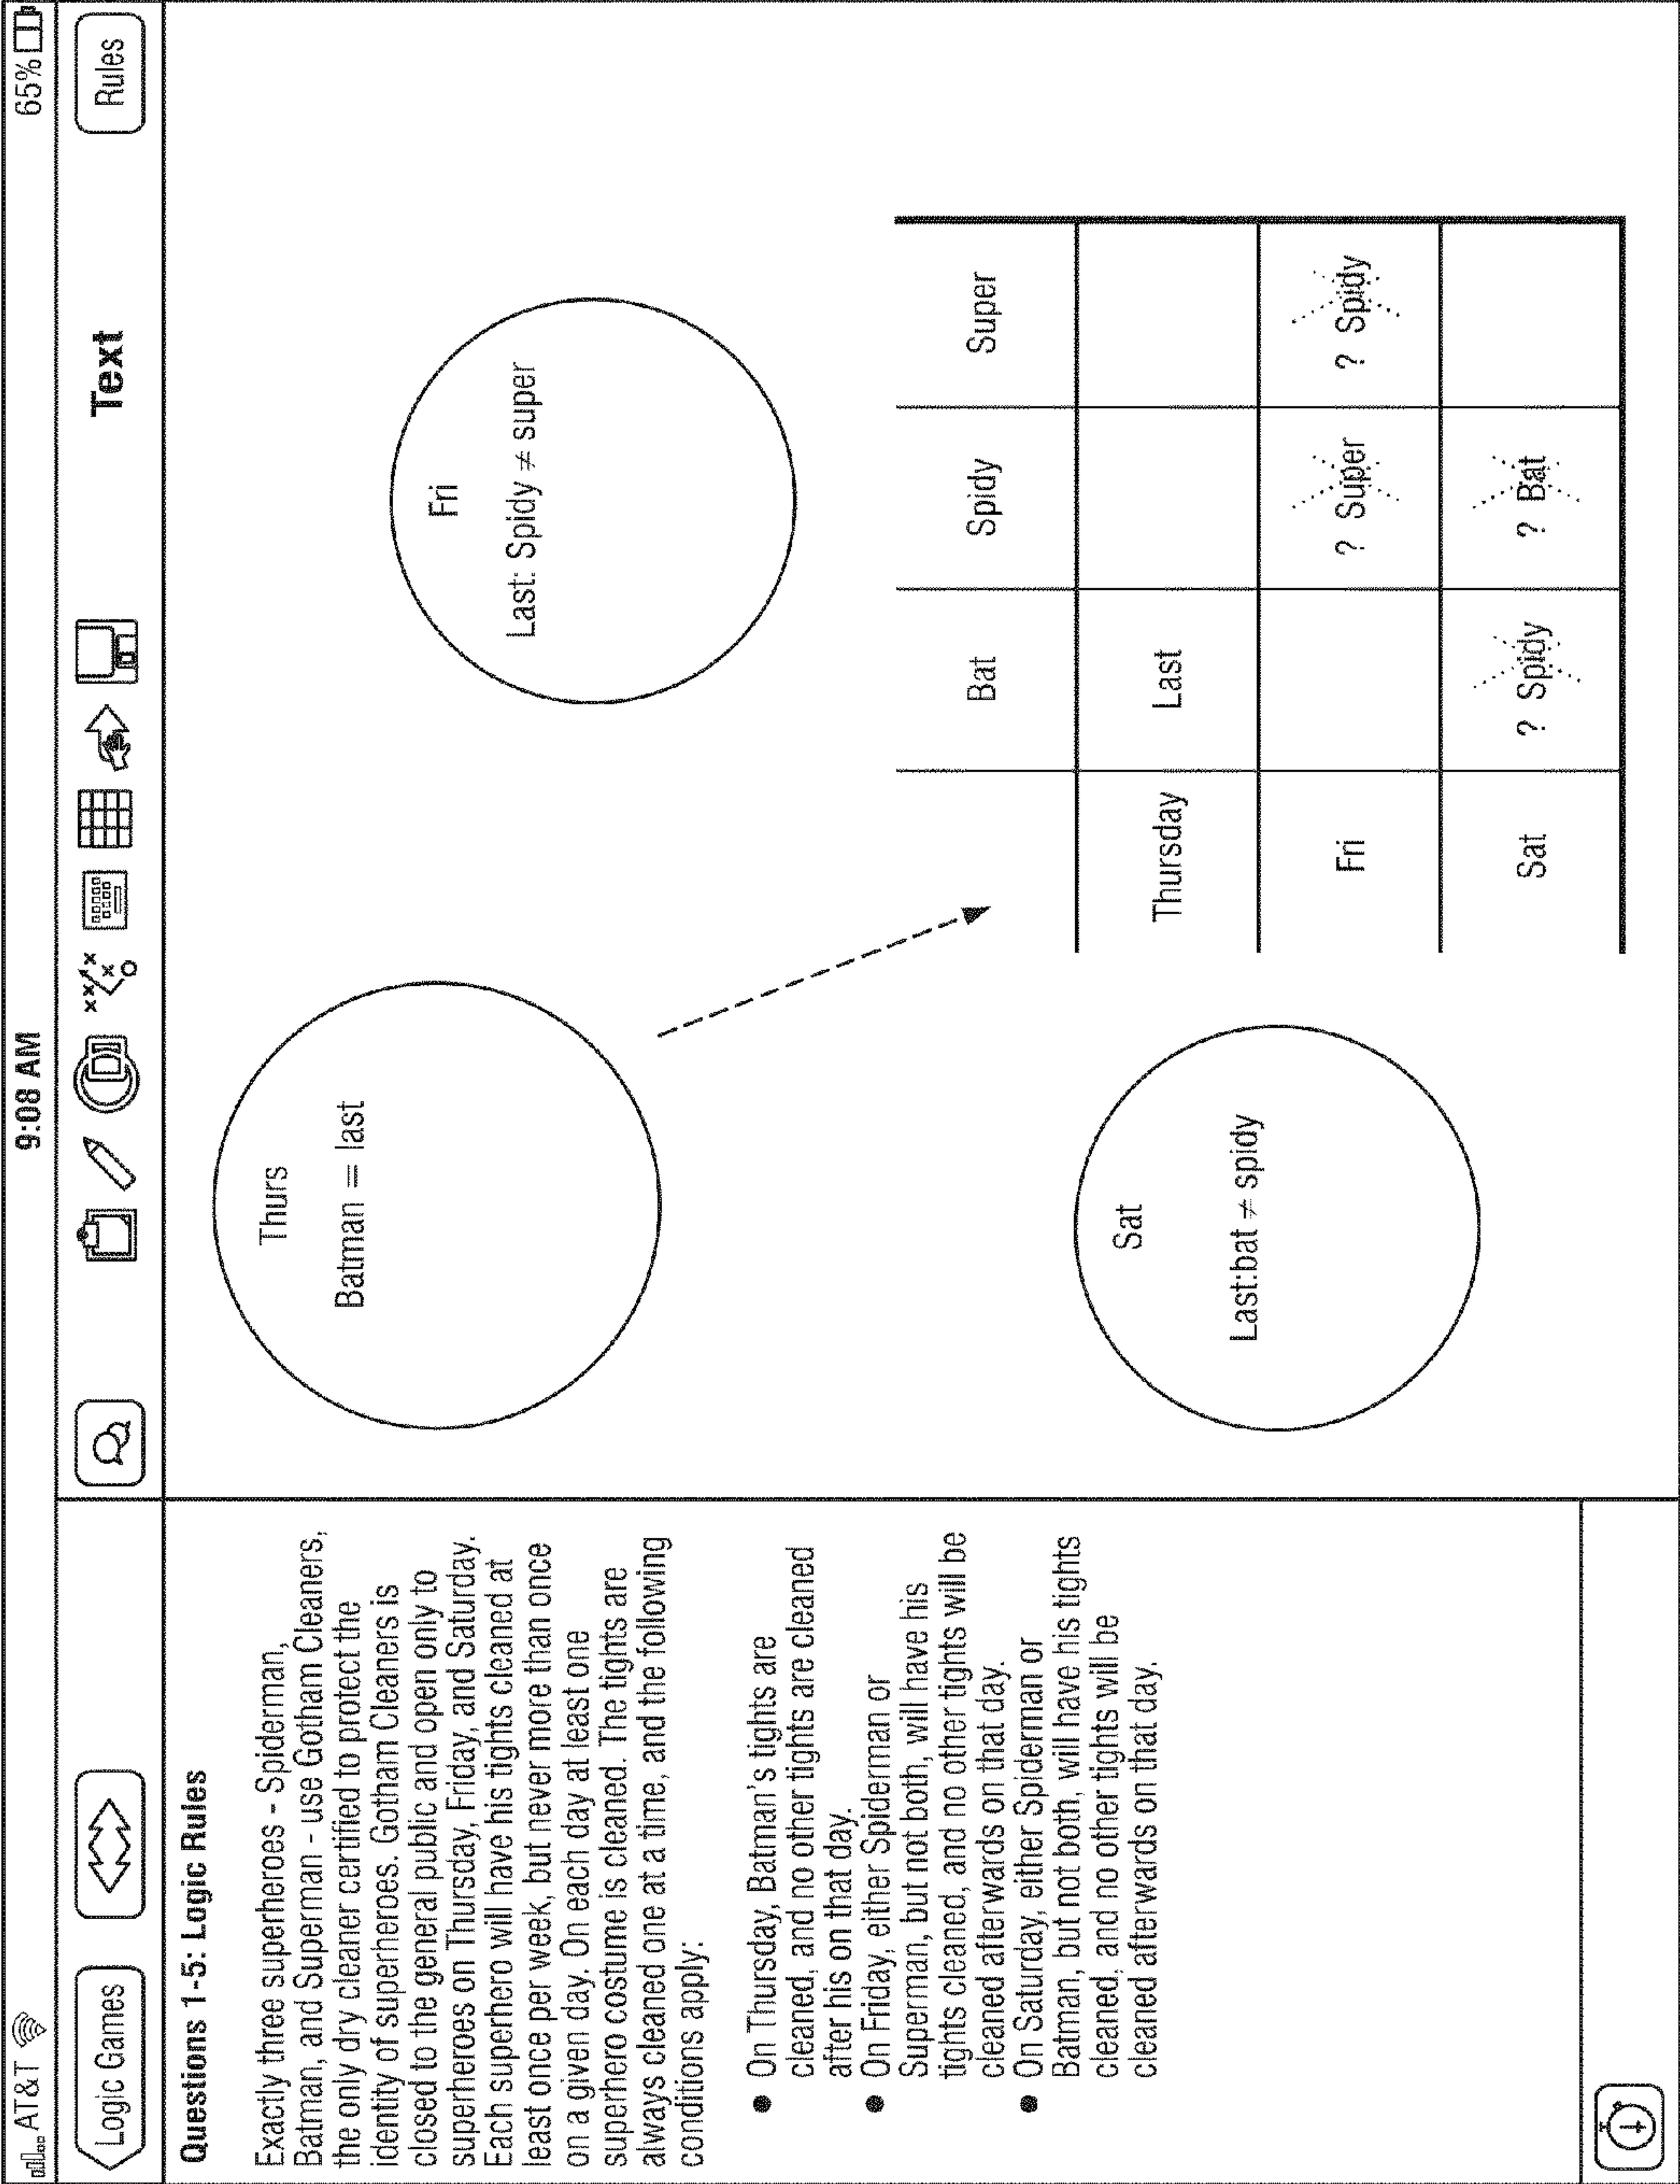 AT&T
9:08 AM
65%
Logic Games
Text
Rules
Questions 1-5: Logic Rules
Exactly three superheroes - Spiderman,
Batman, and Superman - use Gotham Cleaners,
the only dry cleaner certified to protect the
identity of superheroes. Gotham Cleaners is
closed to the general public and open only to
superheroes on Thursday, Friday, and Saturday.
Each superhero will have his tights cleaned at
least once per week, but never more than once
on a given day. On each day at least one
superhero costume is cleaned. The tights are
always cleaned one at a time, and the following
conditions apply:
● On Thursday, Batman's tights are
cleaned, and no other tights are cleaned
after his on that day.
● On Friday, either Spiderman or
Superman, but not both, will have his
tights cleaned, and no other tights will be
cleaned afterwards on that day.
● On Saturday, either Spiderman or
Batman, but not both, will have his tights
cleaned, and no other tights will be
cleaned afterwards on that day.
Thurs
Batman = last
Fri
Last: Spidy ≠ super
Sat
Last:bat ≠ spidy
Bat Spidy Super
Thursday Last
Fri ? Super ? Spidy
Sat ? Spidy ? Bat